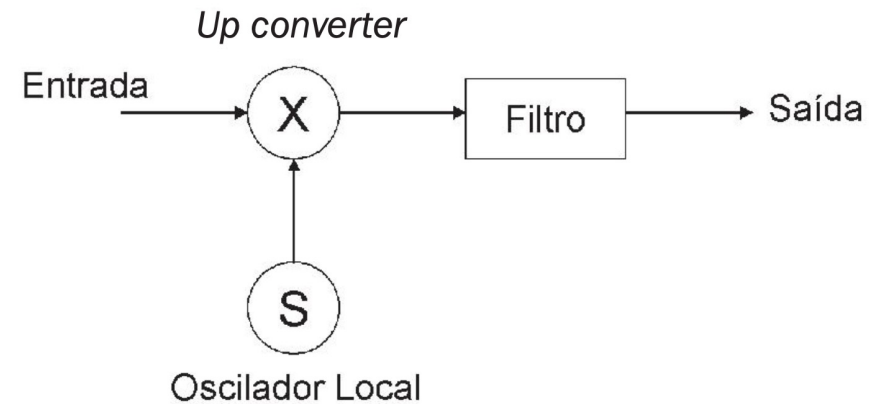 Up converter
Entrada
X
Filtro
Saída
S
Oscilador Local